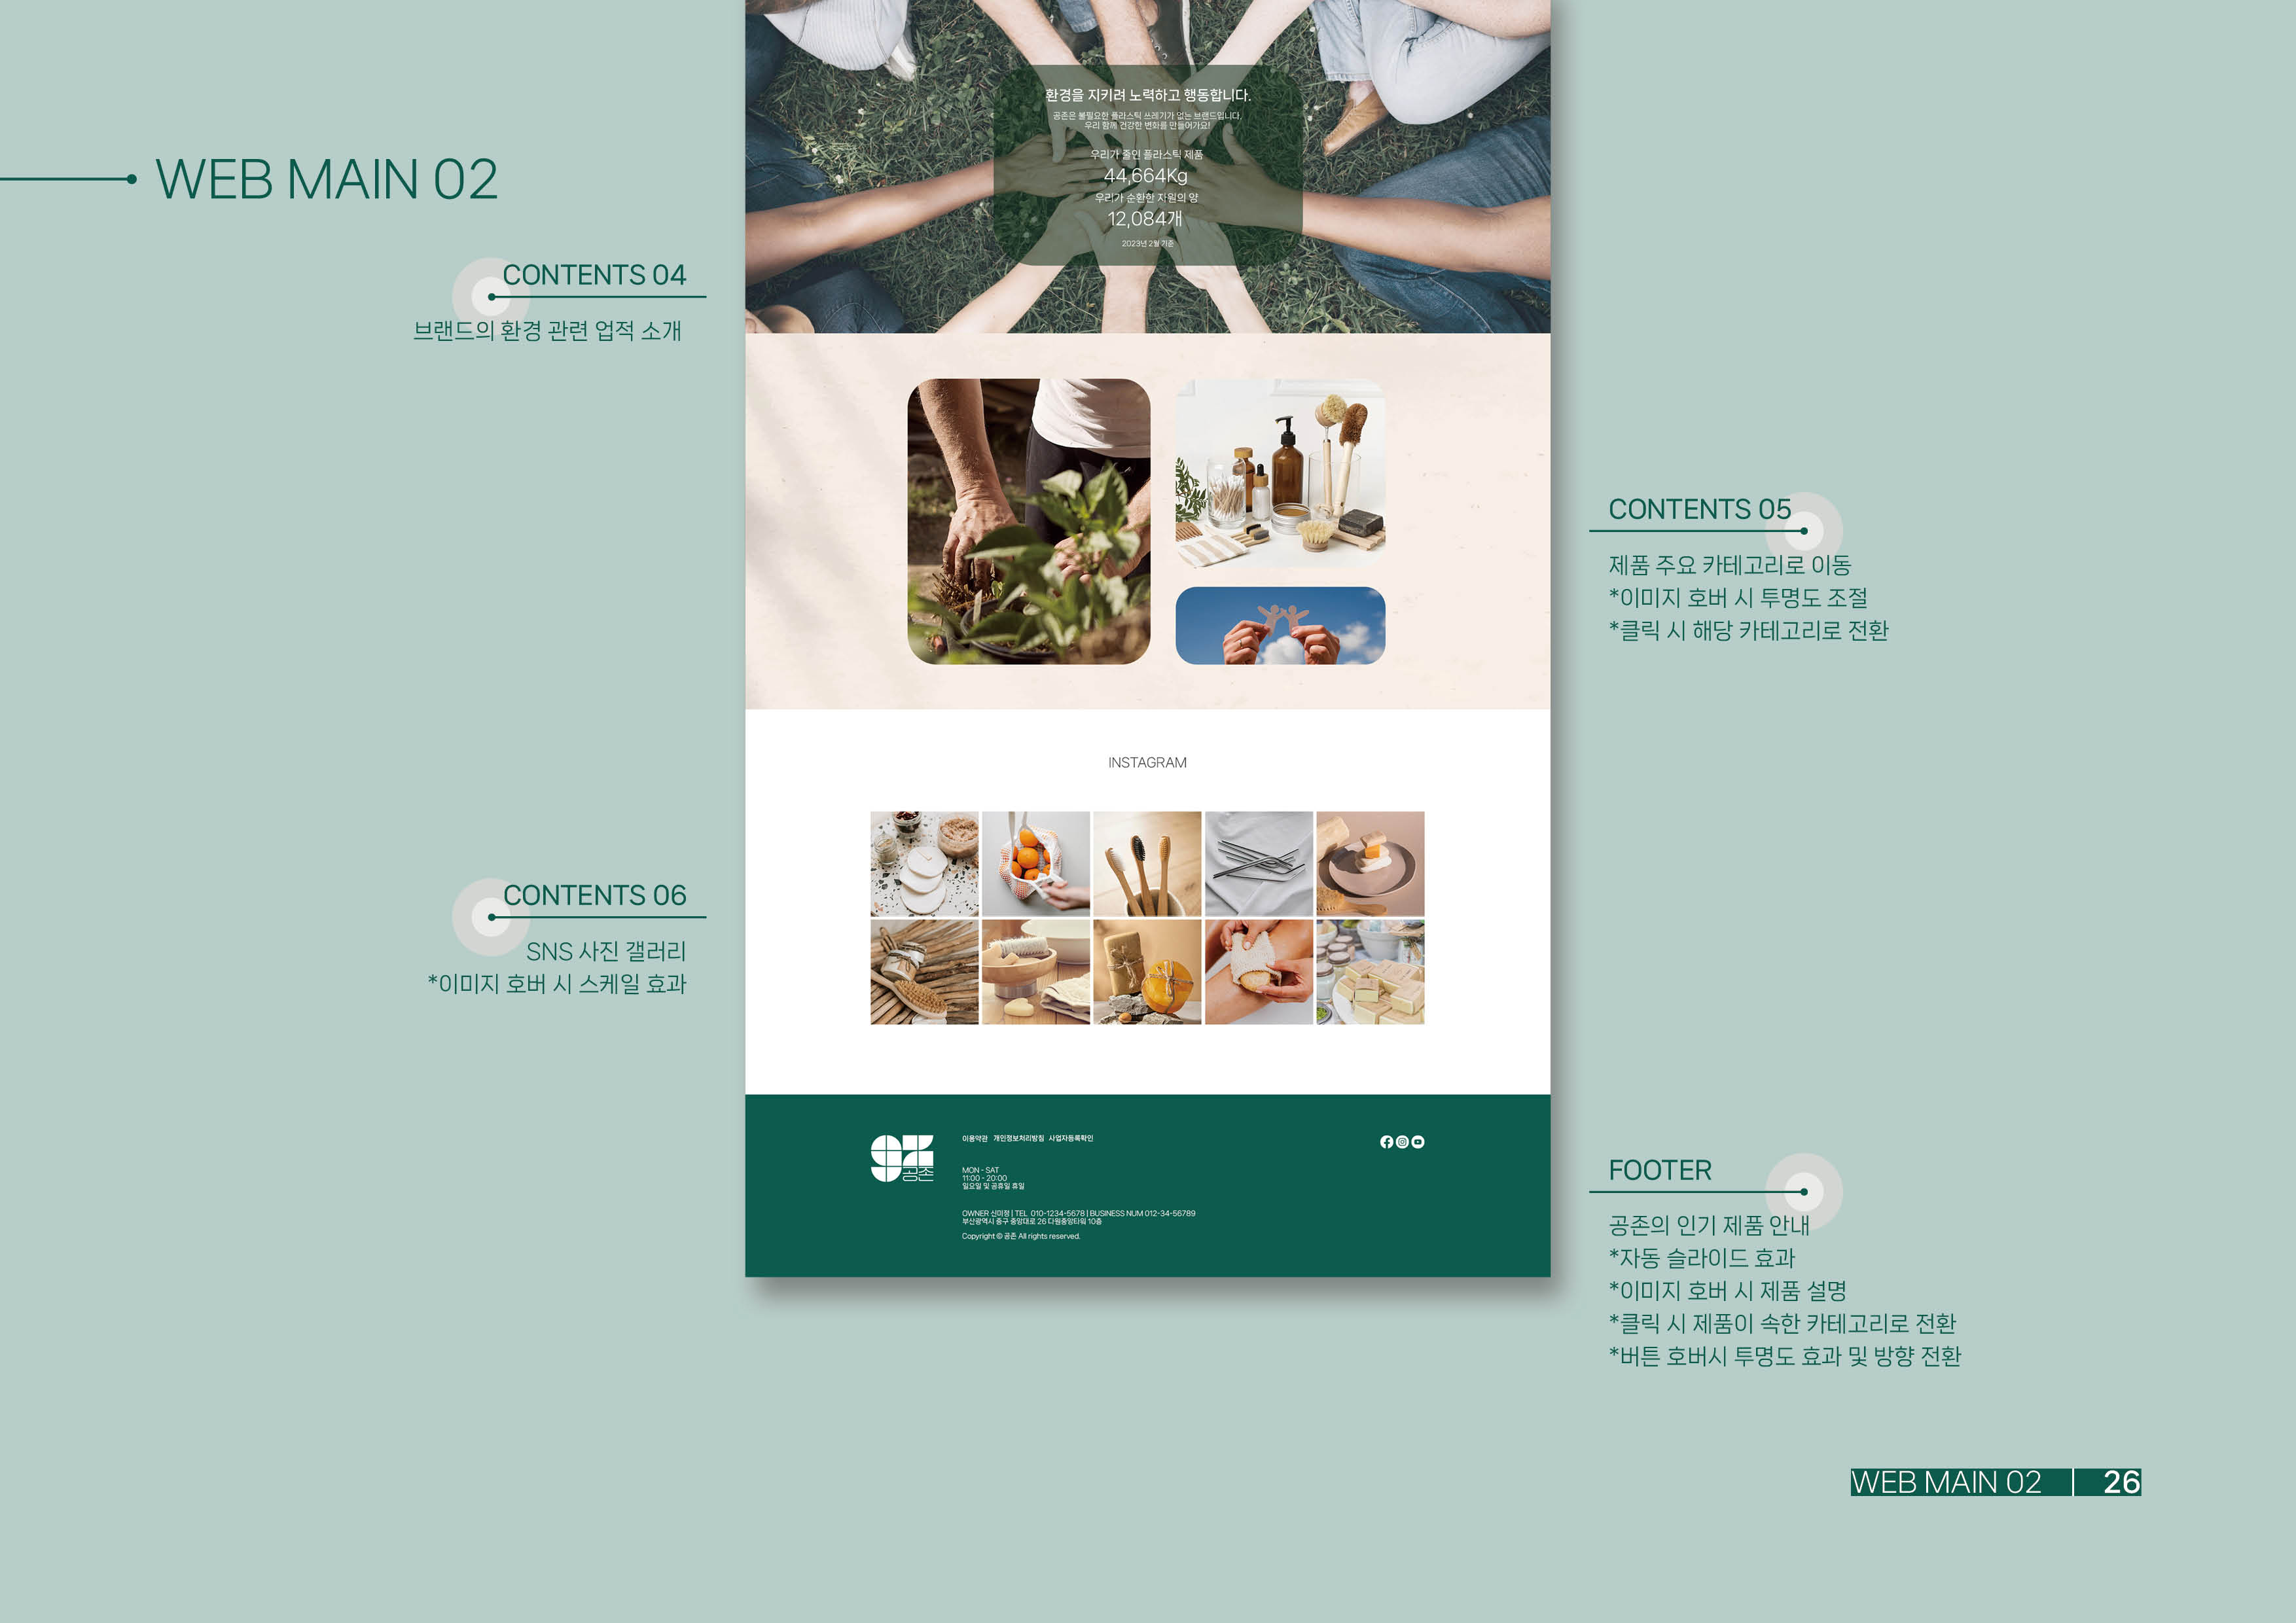 WEB MAIN 02
CONTENTS 04
브랜드의 환경 관련 업적 소개
환경을 지키려 노력하고 행동합니다.
공존은 불필요한 플라스틱 쓰레기가 없는 브랜드입니다.
우리 함께 건강한 변화를 만들어가요!
우리가 줄인 플라스틱 제품
44,664Kg
우리가 순환한 자원의 양
12,084개
2023년 2월 기준
CONTENTS 05
제품 주요 카테고리로 이동
*이미지 호버 시 투명도 조절
*클릭 시 해당 카테고리로 전환
INSTAGRAM
CONTENTS 06
SNS 사진 갤러리
*이미지 호버 시 스케일 효과
공존
이용약관 개인정보처리방침 사업자등록확인
MON - SAT
11:00 - 20:00
일요일 및 공휴일 휴일
OWNER 신미정 | TEL 010-1234-5678 | BUSINESS NUM 012-34-56789
부산광역시 중구 중앙대로 26 다원중앙타워 10층
Copyright © 공존 All rights reserved.
FOOTER
공존의 인기 제품 안내
*자동 슬라이드 효과
*이미지 호버 시 제품 설명
*클릭 시 제품이 속한 카테고리로 전환
*버튼 호버시 투명도 효과 및 방향 전환
WEB MAIN 02 | 26